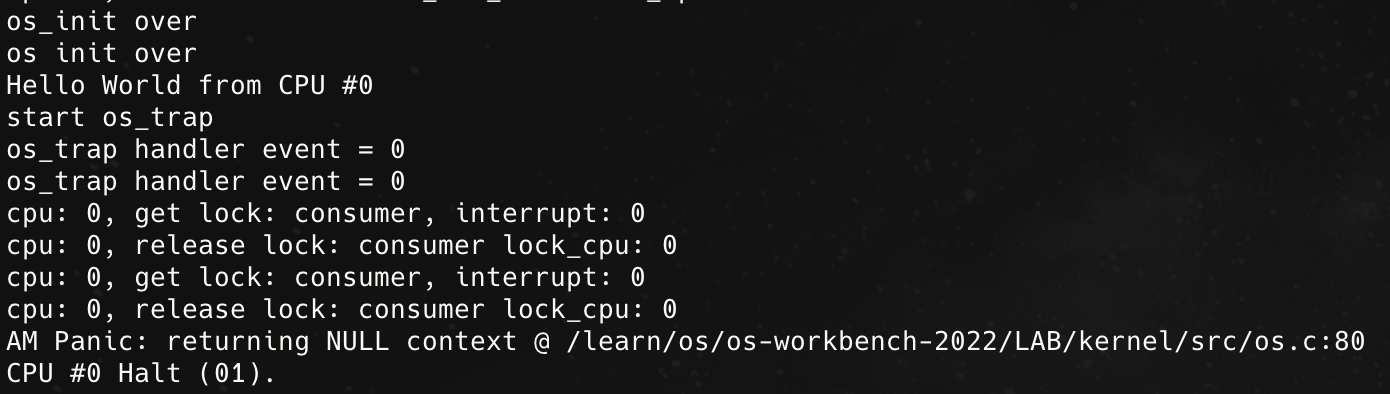 os_init over
os init over
Hello World from CPU #0
start os_trap
os_trap handler event = 0
os_trap handler event = 0
cpu: 0, get lock: consumer, interrupt: 0
cpu: 0, release lock: consumer lock_cpu: 0
cpu: 0, get lock: consumer, interrupt: 0
cpu: 0, release lock: consumer lock_cpu: 0
AM Panic: returning NULL context @ /learn/os/os-workbench-2022/LAB/kernel/src/os.c:80
CPU #0 Halt (01).